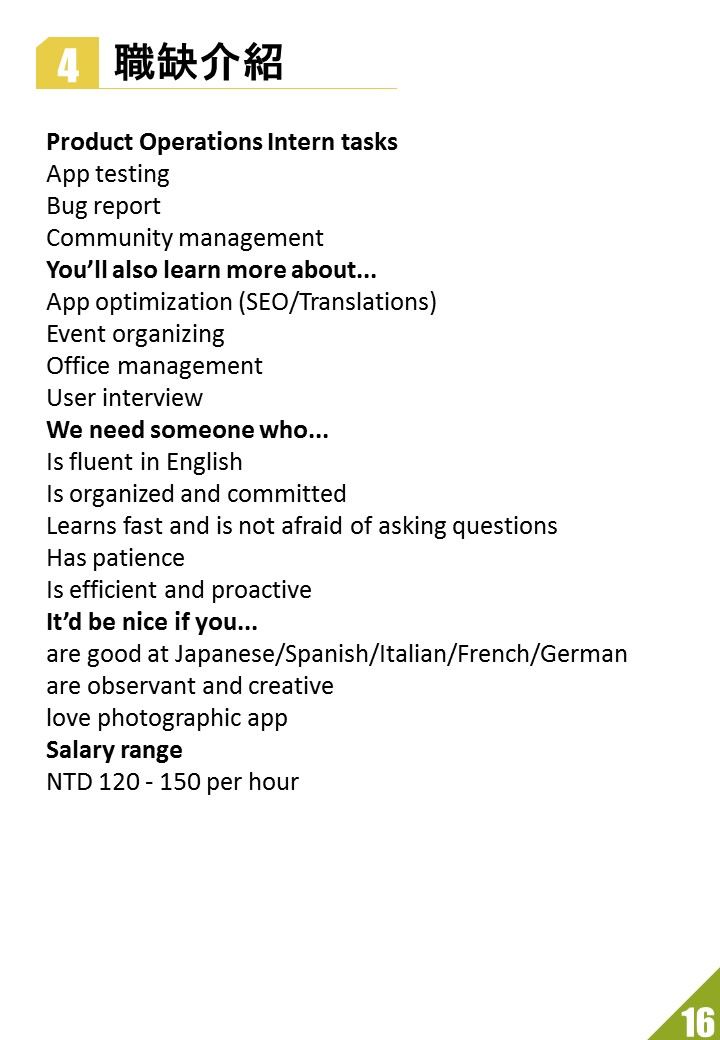 4 職缺介紹
Product Operations Intern tasks
App testing
Bug report
Community management
You’ll also learn more about...
App optimization (SEO/Translations)
Event organizing
Office management
User interview
We need someone who...
Is fluent in English
Is organized and committed
Learns fast and is not afraid of asking questions
Has patience
Is efficient and proactive
It’d be nice if you...
are good at Japanese/Spanish/Italian/French/German
are observant and creative
love photographic app
Salary range
NTD 120 - 150 per hour
16